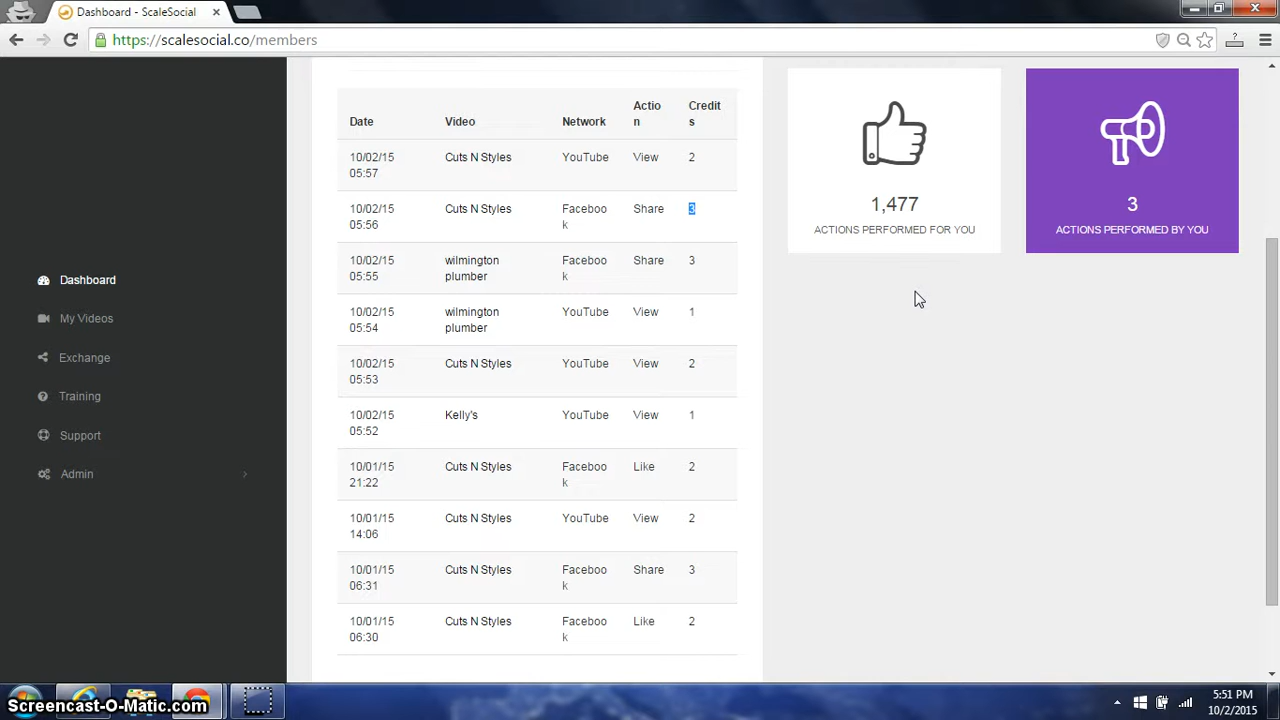 Dashboard - ScaleSocial
https://scalesocial.co/members
Dashboard
My Videos
Exchange
Training
Support
Admin
Date Video Network Actio n Credit s
10/02/15 05:57 Cuts N Styles YouTube View 2
10/02/15 05:56 Cuts N Styles Faceboo k Share 3
10/02/15 05:55 wilmington plumber Faceboo k Share 3
10/02/15 05:54 wilmington plumber YouTube View 1
10/02/15 05:53 Cuts N Styles YouTube View 2
10/02/15 05:52 Kelly's YouTube View 1
10/01/15 21:22 Cuts N Styles Faceboo k Like 2
10/01/15 14:06 Cuts N Styles YouTube View 2
10/01/15 06:31 Cuts N Styles Faceboo k Share 3
10/01/15 06:30 Cuts N Styles Faceboo k Like 2
1,477
ACTIONS PERFORMED FOR YOU
3
ACTIONS PERFORMED BY YOU
Screencast-O-Matic.com
5:51 PM
10/2/2015